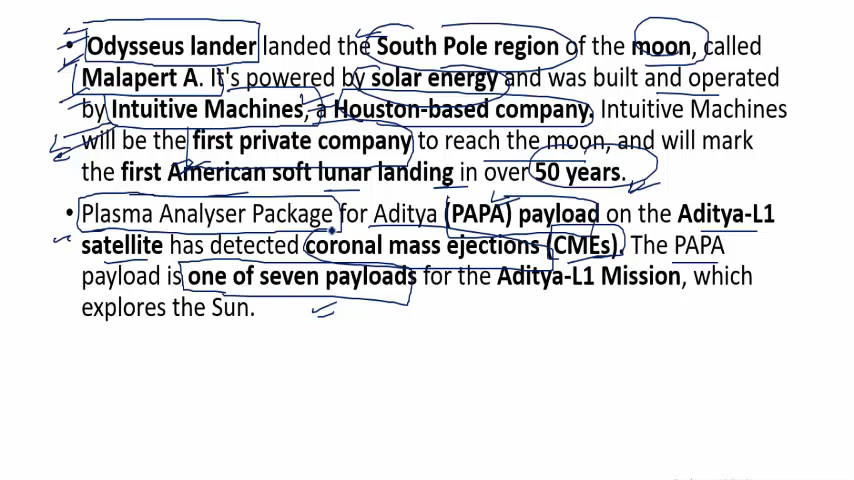 • Odysseus lander landed the South Pole region of the moon, called
Malapert A. It's powered by solar energy and was built and operated
by Intuitive Machines, a Houston-based company. Intuitive Machines
will be the first private company to reach the moon, and will mark
the first American soft lunar landing in over 50 years.
• Plasma Analyser Package for Aditya (PAPA) payload on the Aditya-L1
satellite has detected coronal mass ejections (CMEs). The PAPA
payload is one of seven payloads for the Aditya-L1 Mission, which
explores the Sun.